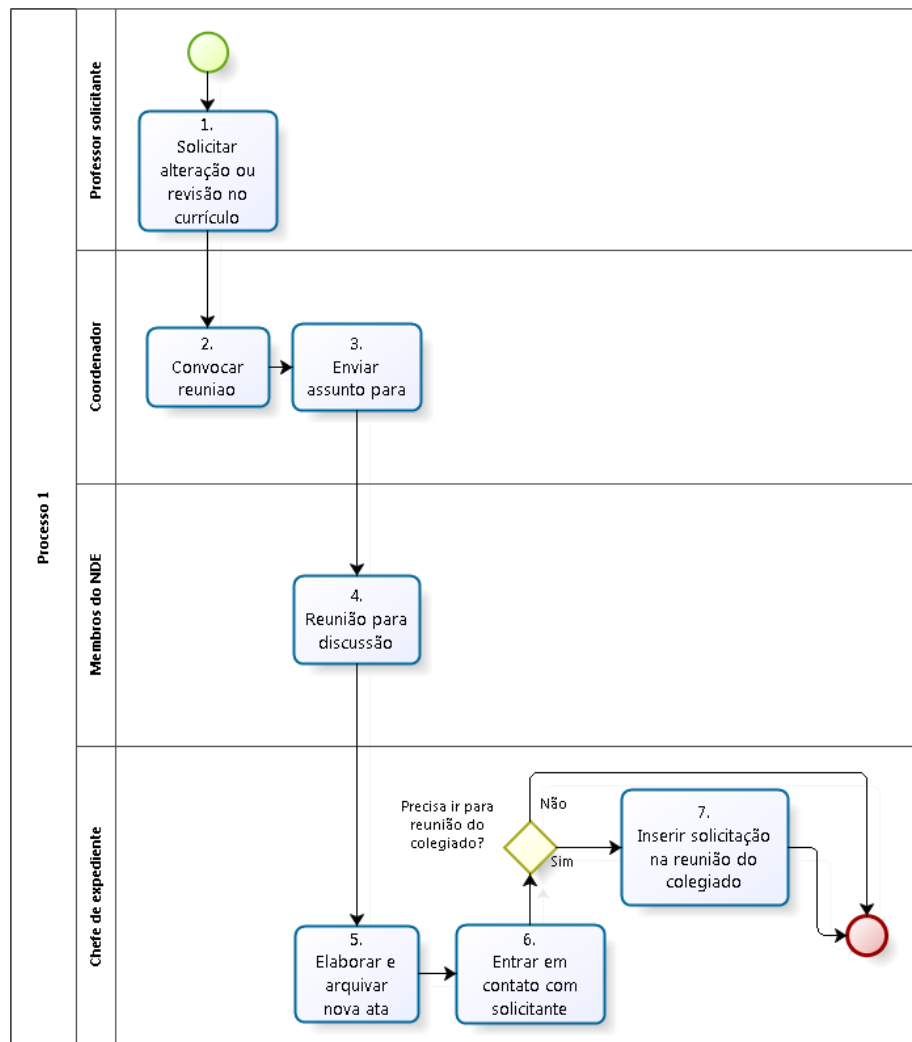 Processo 1
Professor solicitante
1.
Solicitar
alteração ou
revisão no
currículo
Coordenador
2.
Convocar
reuniao
3.
Enviar
assunto para
Membros do NDE
4.
Reunião para
discussão
Chefe de expediente
5.
Elaborar e
arquivar
nova ata
6.
Entrar em
contato com
solicitante
Precisa ir para
reunião do
colegiado?
Não
Sim
7.
Inserir solicitação
na reunião do
colegiado